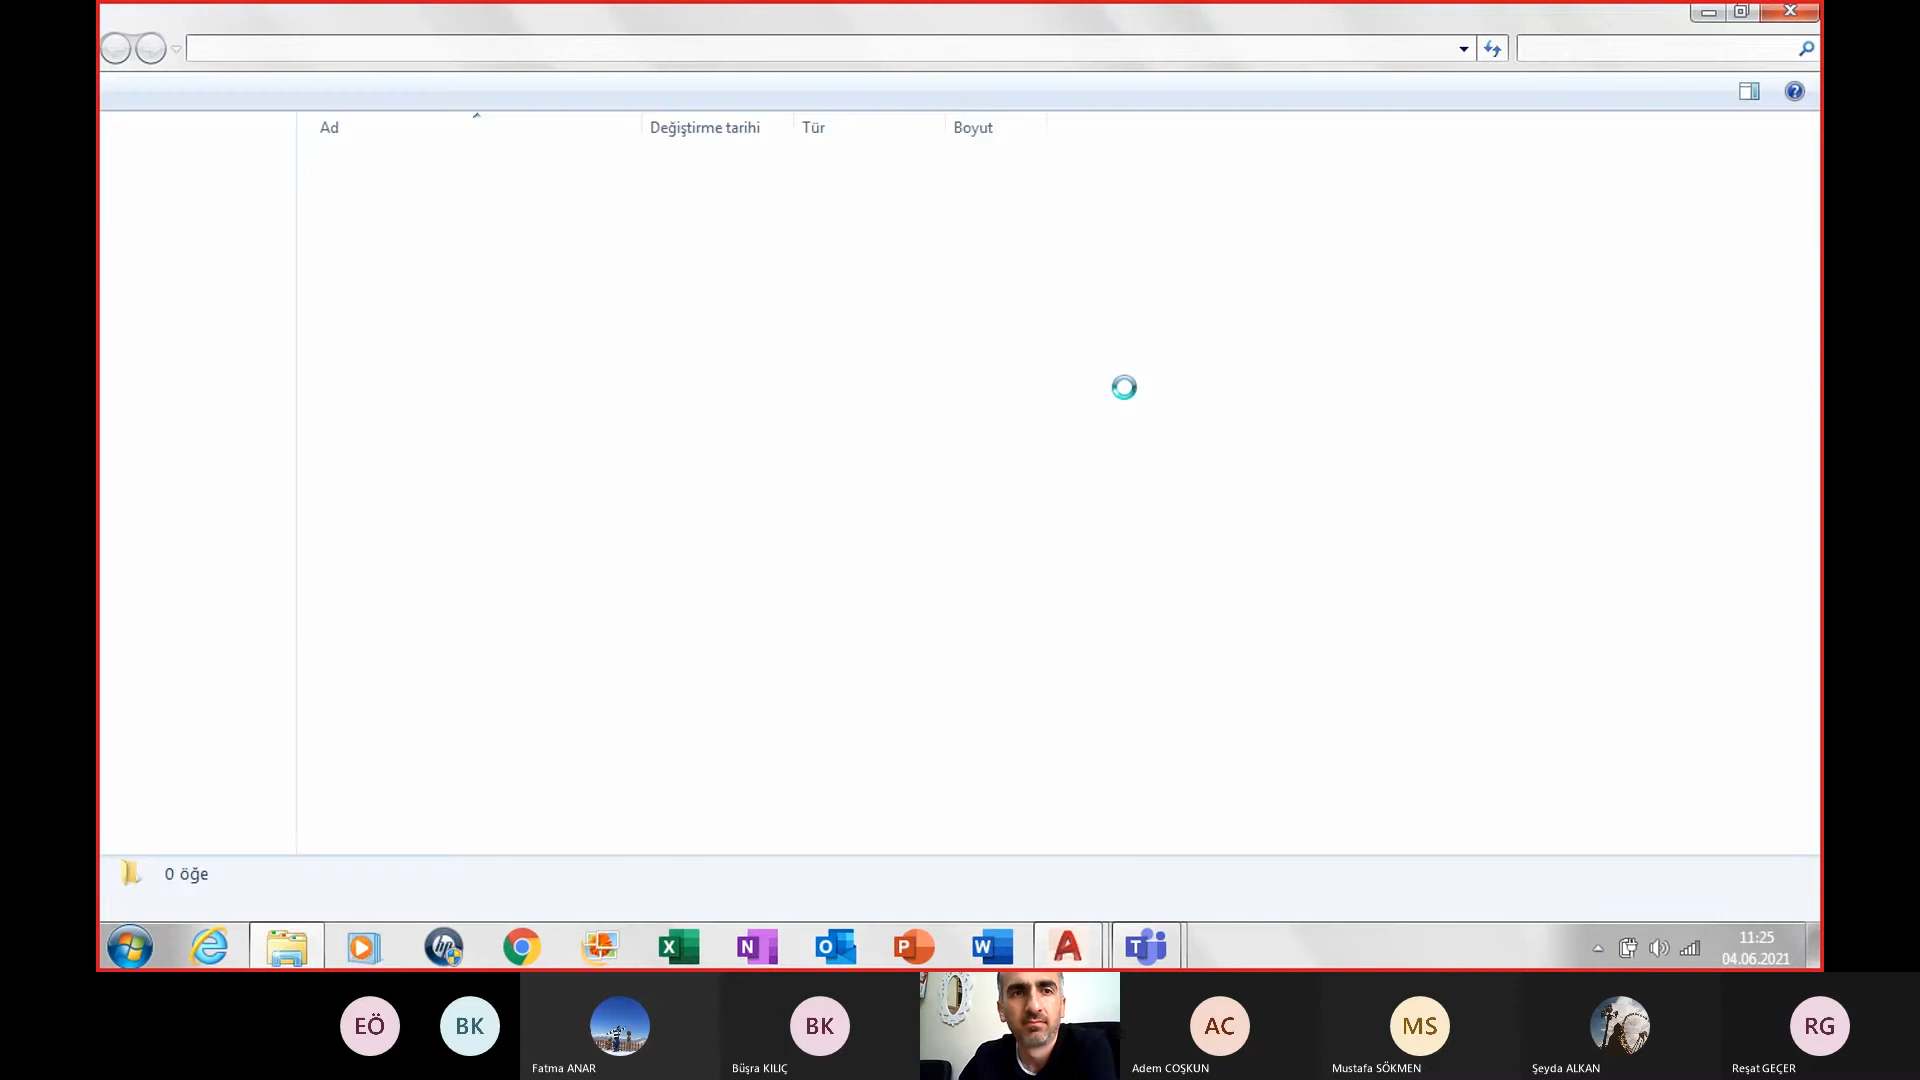 Ad
Değiştirme tarihi
Tür
Boyut
0 öğe
11:25
04.06.2021
EÖ
BK
BK
AC
MS
RG
Fatma ANAR
Büşra KILIÇ
Adem COŞKUN
Mustafa SÖKMEN
Şeyda ALKAN
Reşat GEÇER